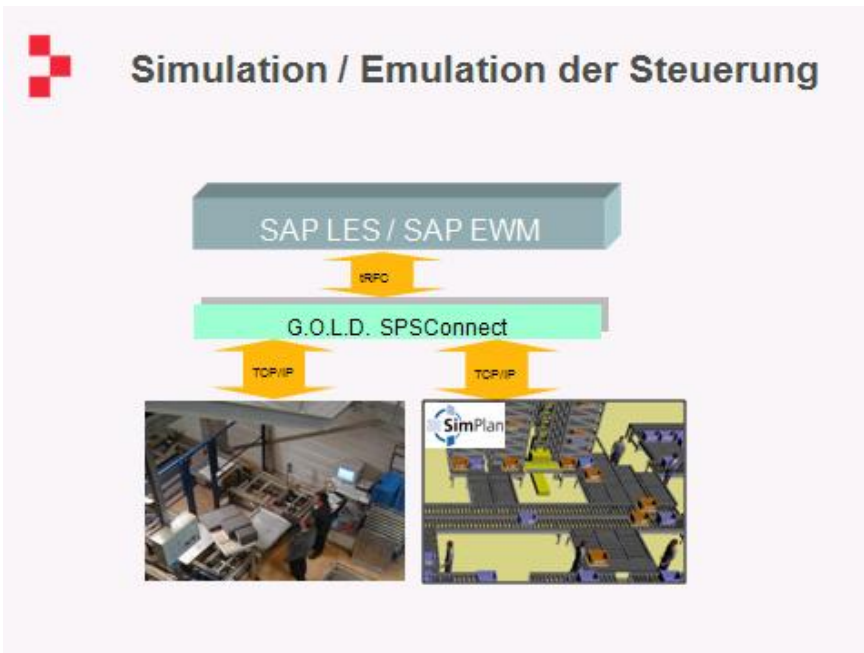 Simulation / Emulation der Steuerung
SAP LES / SAP EWM
tRFC
G.O.L.D. SPSConnect
TCP/IP
TCP/IP
SimPlan